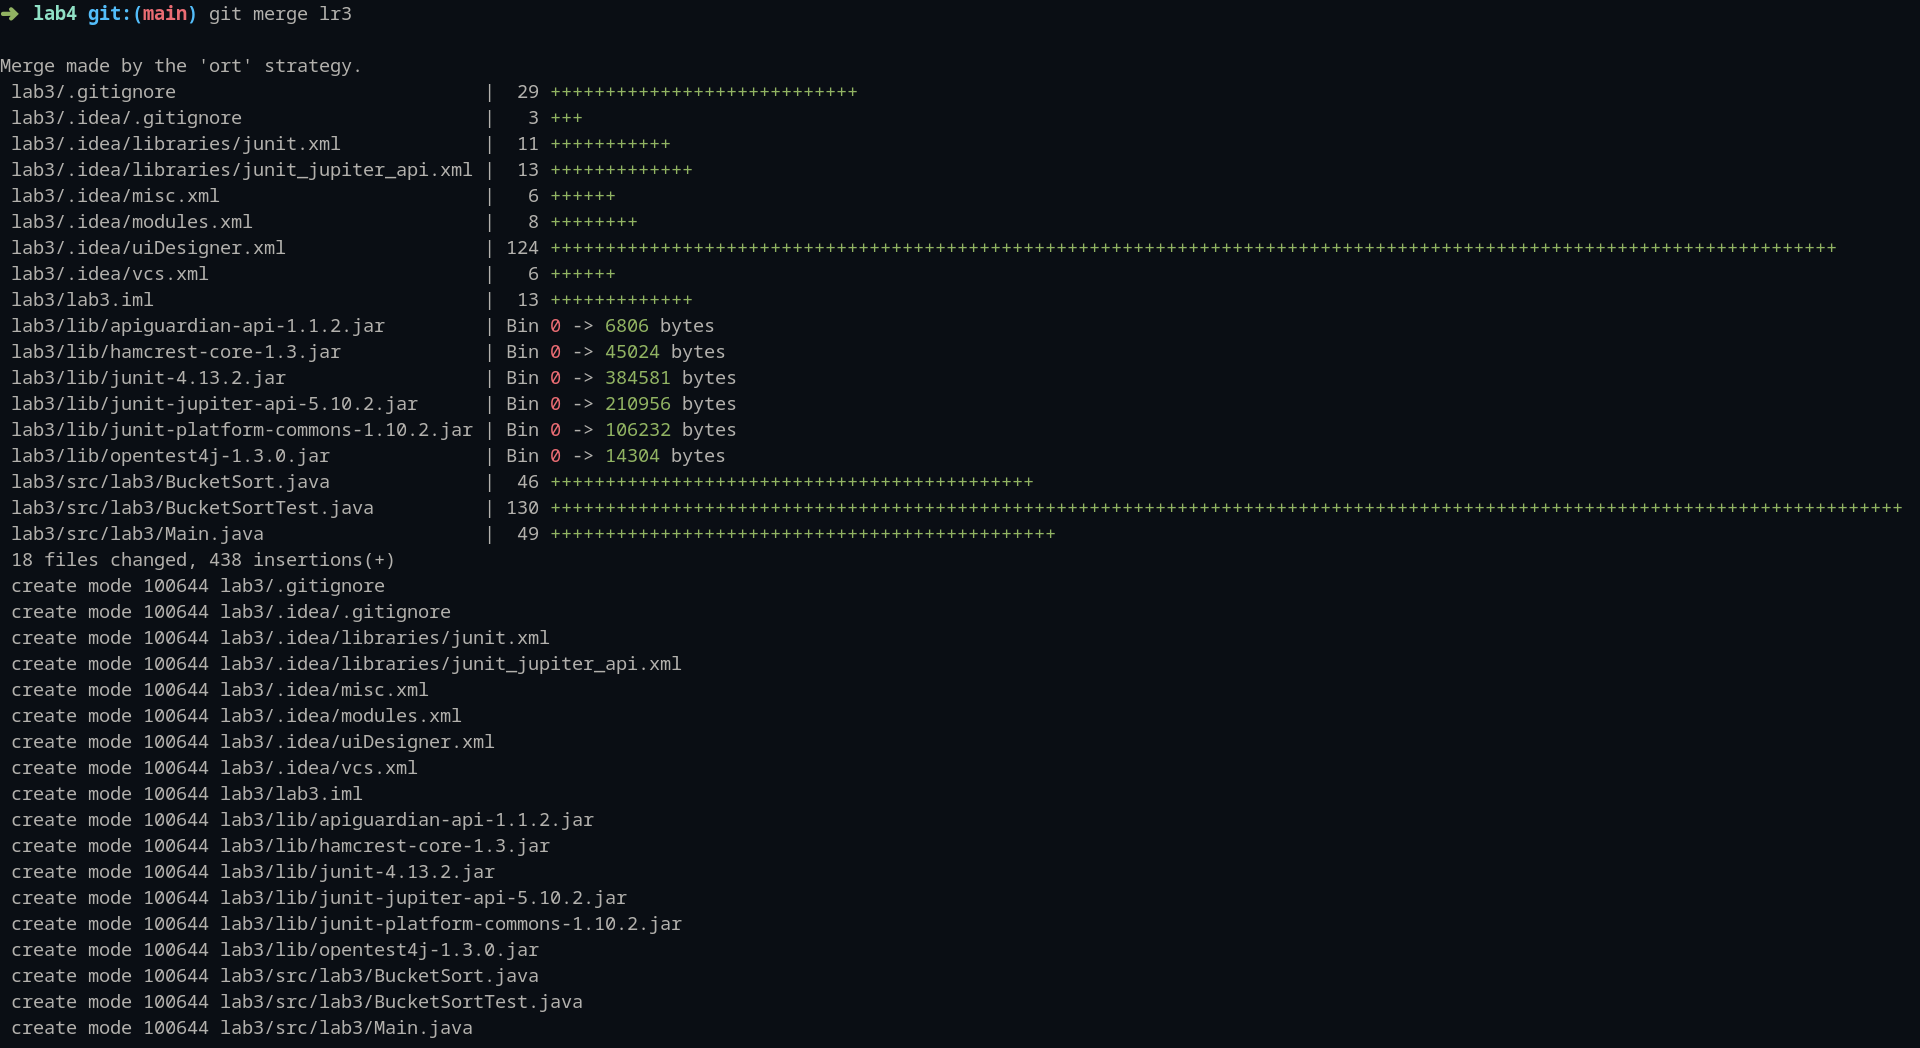 ➜  lab4 git:(main) git merge lr3

Merge made by the 'ort' strategy.
 lab3/.gitignore                            |  29 ++++++++++++++++++++++++++++
 lab3/.idea/.gitignore                      |   3 +++
 lab3/.idea/libraries/junit.xml             |  11 +++++++++++
 lab3/.idea/libraries/junit_jupiter_api.xml |  13 +++++++++++++
 lab3/.idea/misc.xml                        |   6 ++++++
 lab3/.idea/modules.xml                     |   8 ++++++++
 lab3/.idea/uiDesigner.xml                  | 124 +++++++++++++++++++++++++++++++++++++++++++++++++++++++++++++++++++++++++++++++++++++++++++++++++++++++++++++++++++++
 lab3/.idea/vcs.xml                         |   6 ++++++
 lab3/lab3.iml                              |  13 +++++++++++++
 lab3/lib/apiguardian-api-1.1.2.jar         | Bin 0 -> 6806 bytes
 lab3/lib/hamcrest-core-1.3.jar             | Bin 0 -> 45024 bytes
 lab3/lib/junit-4.13.2.jar                  | Bin 0 -> 384581 bytes
 lab3/lib/junit-jupiter-api-5.10.2.jar      | Bin 0 -> 210956 bytes
 lab3/lib/junit-platform-commons-1.10.2.jar | Bin 0 -> 106232 bytes
 lab3/lib/opentest4j-1.3.0.jar              | Bin 0 -> 14304 bytes
 lab3/src/lab3/BucketSort.java              |  46 ++++++++++++++++++++++++++++++++++++++++++++
 lab3/src/lab3/BucketSortTest.java          | 130 +++++++++++++++++++++++++++++++++++++++++++++++++++++++++++++++++++++++++++++++++++++++++++++++++++++++++++++++++++++++++++
 lab3/src/lab3/Main.java                    |  49 ++++++++++++++++++++++++++++++++++++++++++++++
 18 files changed, 438 insertions(+)
 create mode 100644 lab3/.gitignore
 create mode 100644 lab3/.idea/.gitignore
 create mode 100644 lab3/.idea/libraries/junit.xml
 create mode 100644 lab3/.idea/libraries/junit_jupiter_api.xml
 create mode 100644 lab3/.idea/misc.xml
 create mode 100644 lab3/.idea/modules.xml
 create mode 100644 lab3/.idea/uiDesigner.xml
 create mode 100644 lab3/.idea/vcs.xml
 create mode 100644 lab3/lab3.iml
 create mode 100644 lab3/lib/apiguardian-api-1.1.2.jar
 create mode 100644 lab3/lib/hamcrest-core-1.3.jar
 create mode 100644 lab3/lib/junit-4.13.2.jar
 create mode 100644 lab3/lib/junit-jupiter-api-5.10.2.jar
 create mode 100644 lab3/lib/junit-platform-commons-1.10.2.jar
 create mode 100644 lab3/lib/opentest4j-1.3.0.jar
 create mode 100644 lab3/src/lab3/BucketSort.java
 create mode 100644 lab3/src/lab3/BucketSortTest.java
 create mode 100644 lab3/src/lab3/Main.java